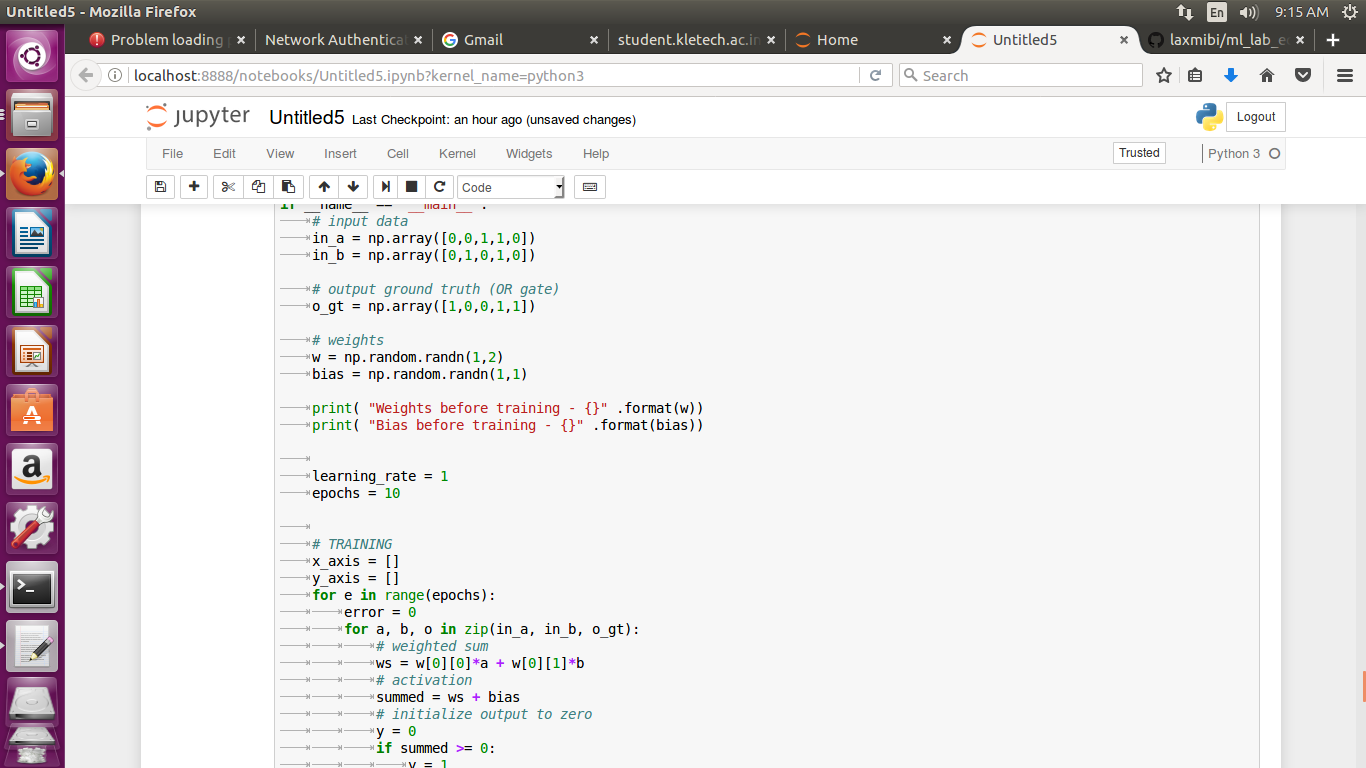 Untitled5 - Mozilla Firefox
En
9:15 AM
Problem loading p
Network Authentica
Gmail
student.kletech.ac.in
Home
Untitled5
laxmibi/ml_lab_e
localhost:8888/notebooks/Untitled5.ipynb?kernel_name=python3
Search
jupyter
Untitled5 Last Checkpoint: an hour ago (unsaved changes)
Logout
File Edit View Insert Cell Kernel Widgets Help
Trusted
Python 3
Code
if __name__ == "__main__":
# input data
in_a = np.array([0,0,1,1,0])
in_b = np.array([0,1,0,1,0])
# output ground truth (OR gate)
o_gt = np.array([1,0,0,1,1])
# weights
w = np.random.randn(1,2)
bias = np.random.randn(1,1)
print( "Weights before training - {}" .format(w))
print( "Bias before training - {}" .format(bias))
learning_rate = 1
epochs = 10
# TRAINING
x_axis = []
y_axis = []
for e in range(epochs):
error = 0
for a, b, o in zip(in_a, in_b, o_gt):
# weighted sum
ws = w[0][0]*a + w[0][1]*b
# activation
summed = ws + bias
# initialize output to zero
y = 0
if summed >= 0:
y = 1